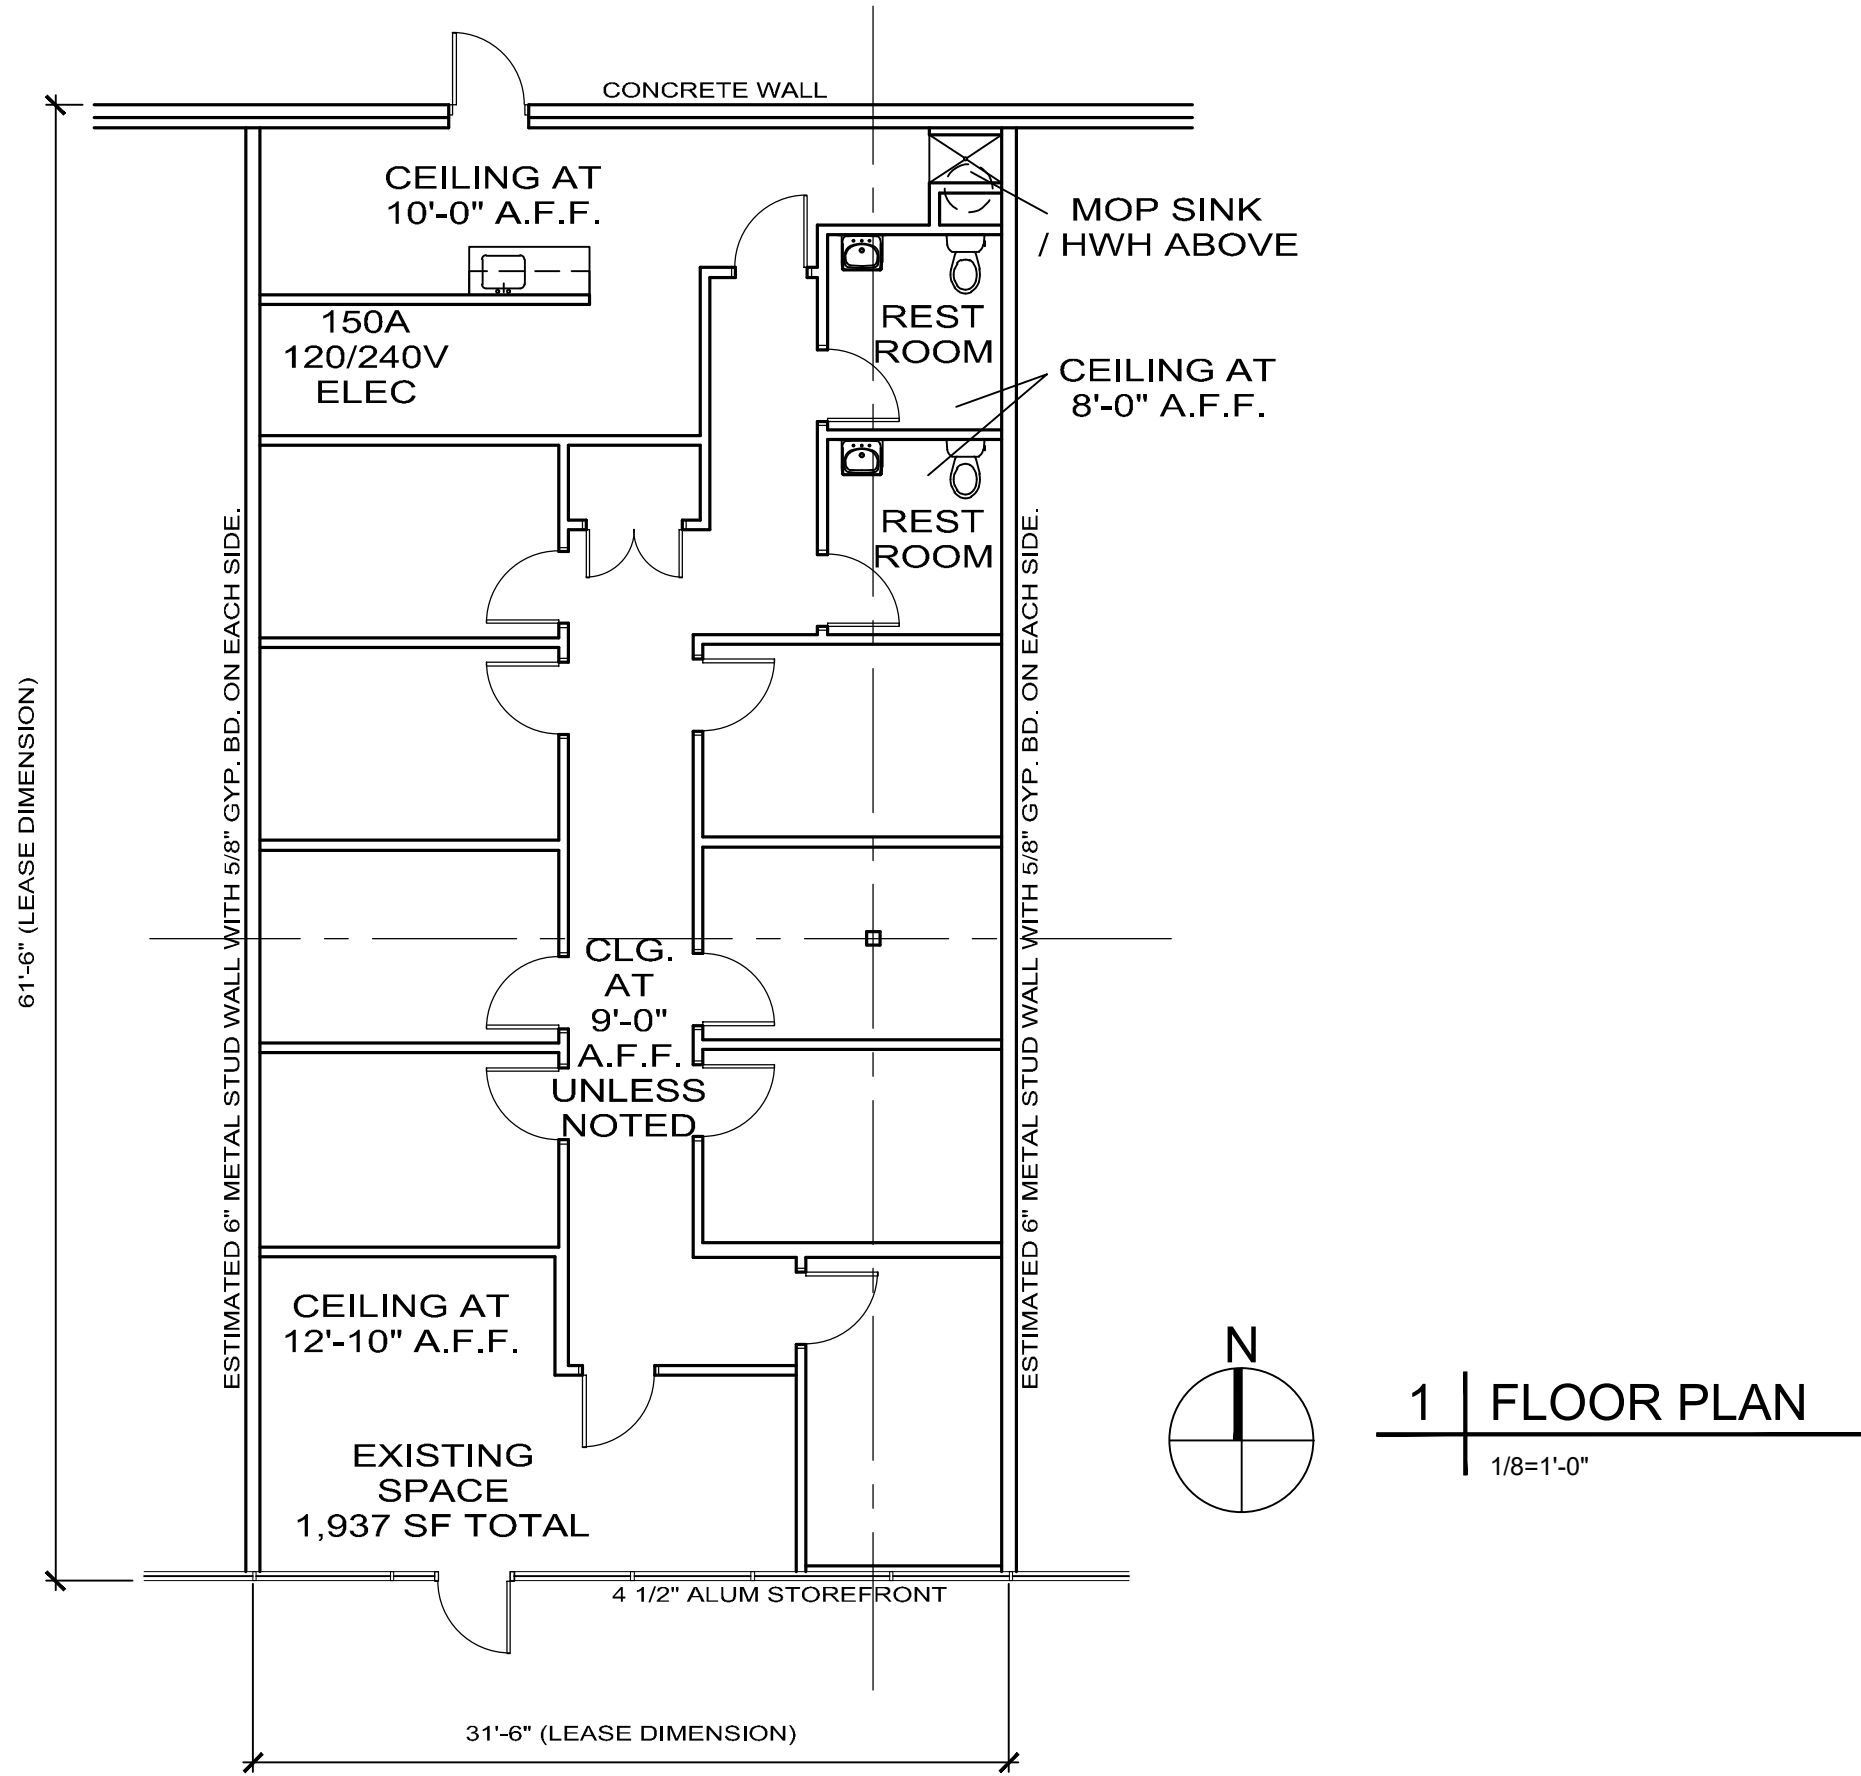 CONCRETE WALL
CEILING AT
10'-0" A.F.F.
MOP SINK
/ HWH ABOVE
150A
120/240V
ELEC
REST
ROOM
CEILING AT
8'-0" A.F.F.
REST
ROOM
ESTIMATED 6" METAL STUD WALL WITH 5/8" GYP. BD. ON EACH SIDE.
ESTIMATED 6" METAL STUD WALL WITH 5/8" GYP. BD. ON EACH SIDE.
61'-6" (LEASE DIMENSION)
CLG.
AT
9'-0"
A.F.F.
UNLESS
NOTED
CEILING AT
12'-10" A.F.F.
EXISTING
SPACE
1,937 SF TOTAL
4 1/2" ALUM STOREFRONT
31'-6" (LEASE DIMENSION)
N
1 FLOOR PLAN
1/8=1'-0"